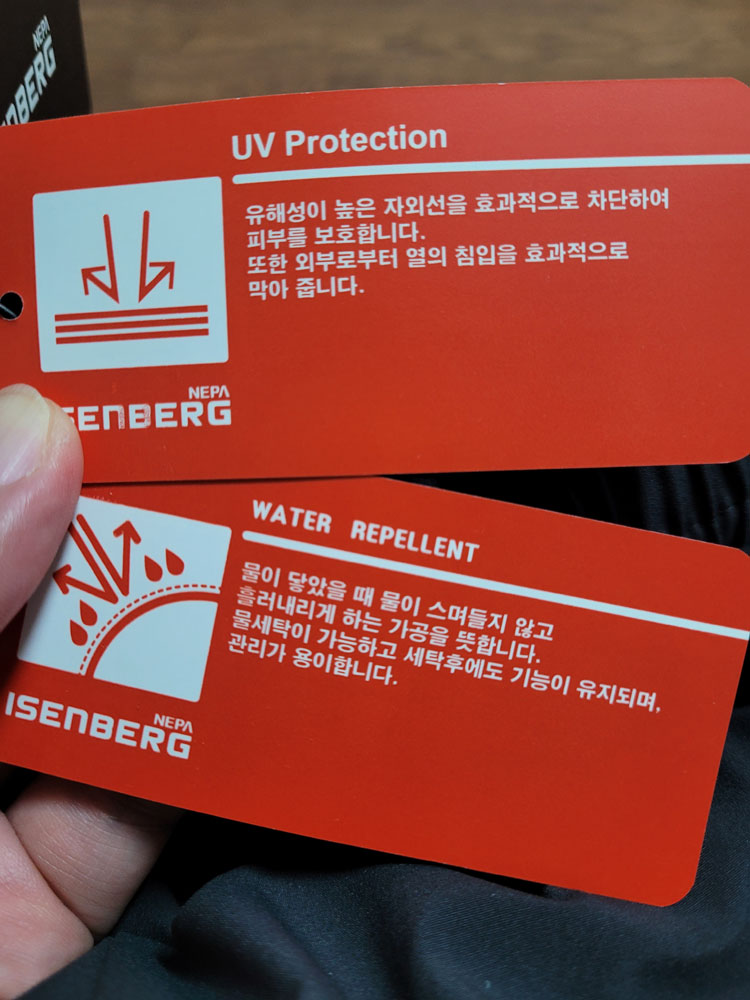 NEPA
UV Protection
유해성이 높은 자외선을 효과적으로 차단하여
피부를 보호합니다.
또한 외부로부터 열의 침입을 효과적으로
막아 줍니다.
NEPA
SENBERG
WATER REPELLENT
물이 닿았을 때 물이 스며들지 않고
흘러내리게 하는 가공을 뜻합니다.
물세탁이 가능하고 세탁후에도 기능이 유지되며,
관리가 용이합니다.
NEPA
ISENBERG